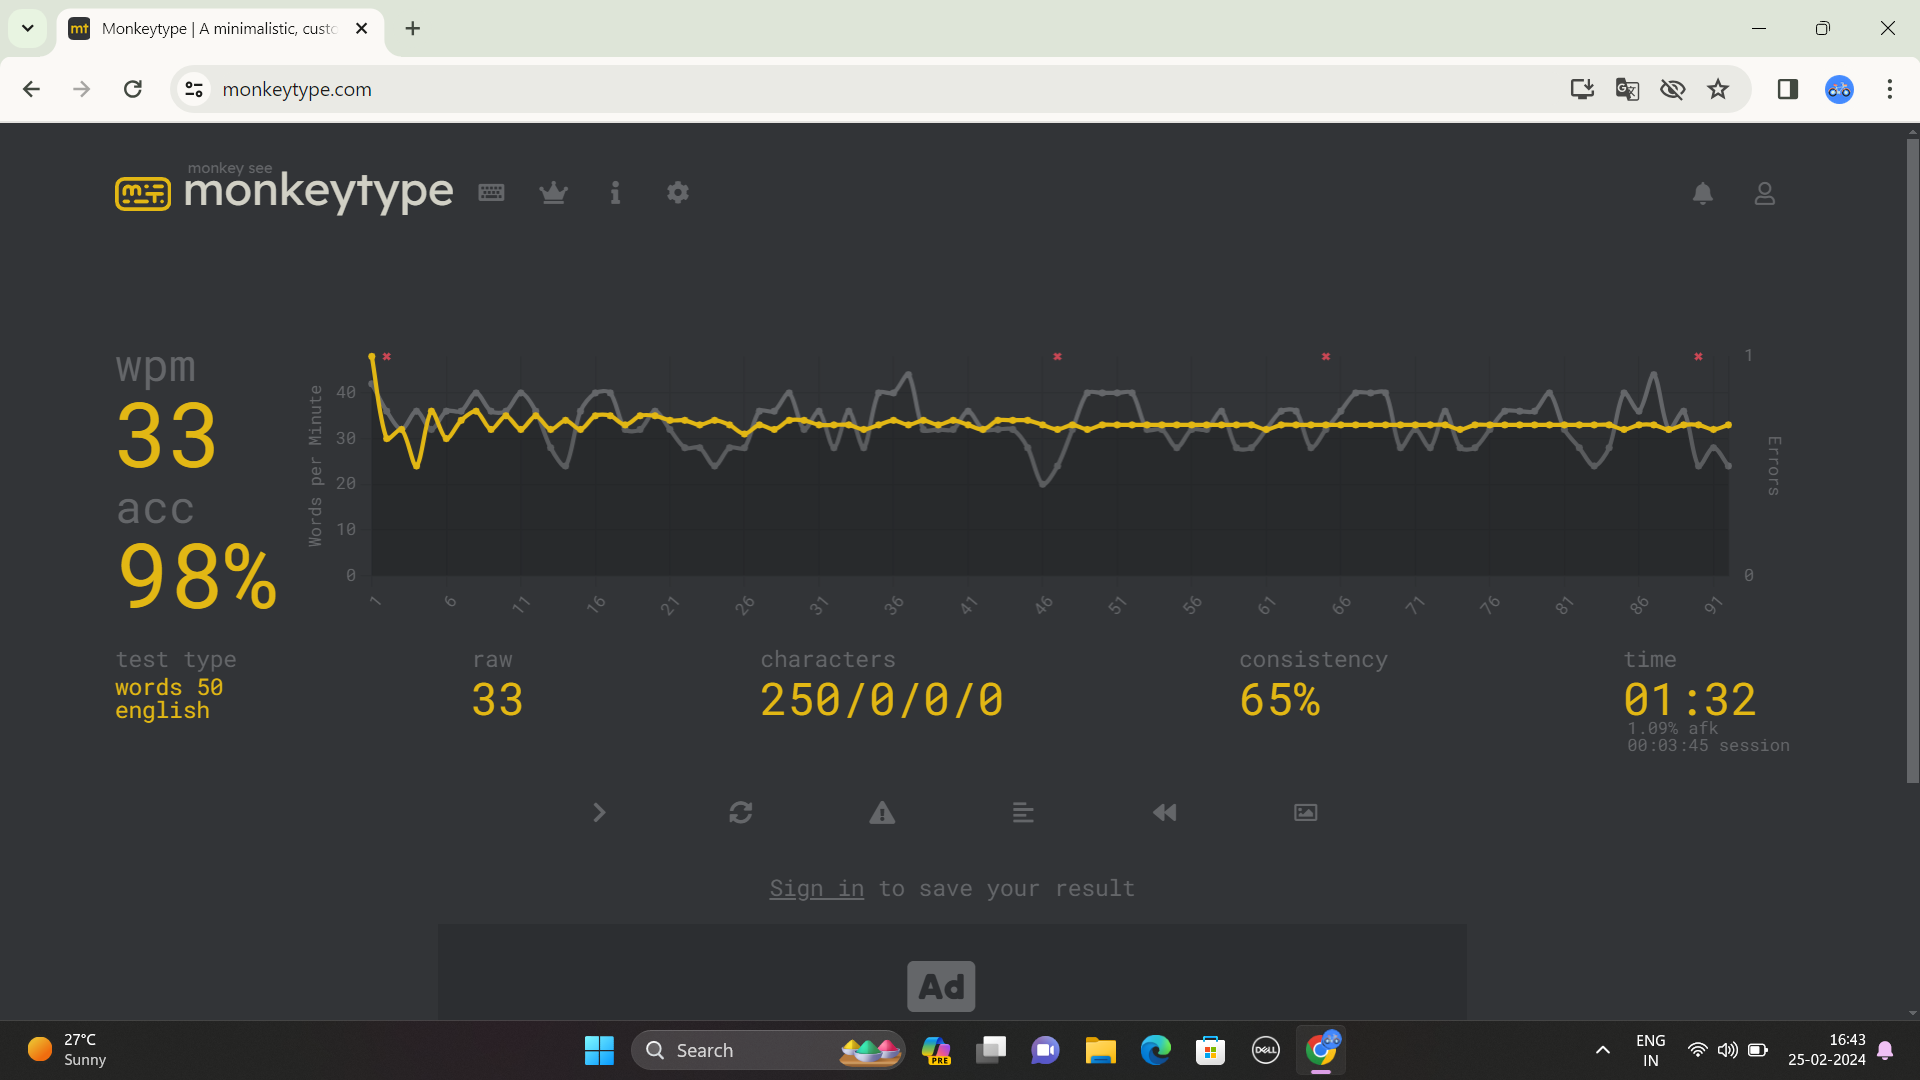 mt Monkeytype | A minimalistic, custo
monkeytype.com
monkey see
monkeytype
wpm
33
acc
98%
Words per Minute
40
30
20
10
0
1
0
Errors
1 6 11 16 21 26 31 36 41 46 51 56 61 66 71 76 81 86 91
test type
words 50
english
raw
33
characters
250/0/0/0
consistency
65%
time
01:32
1.09% afk
00:03:45 session
Sign in to save your result
Ad
27°C
Sunny
Search
PRE
DELL
ENG
IN
16:43
25-02-2024